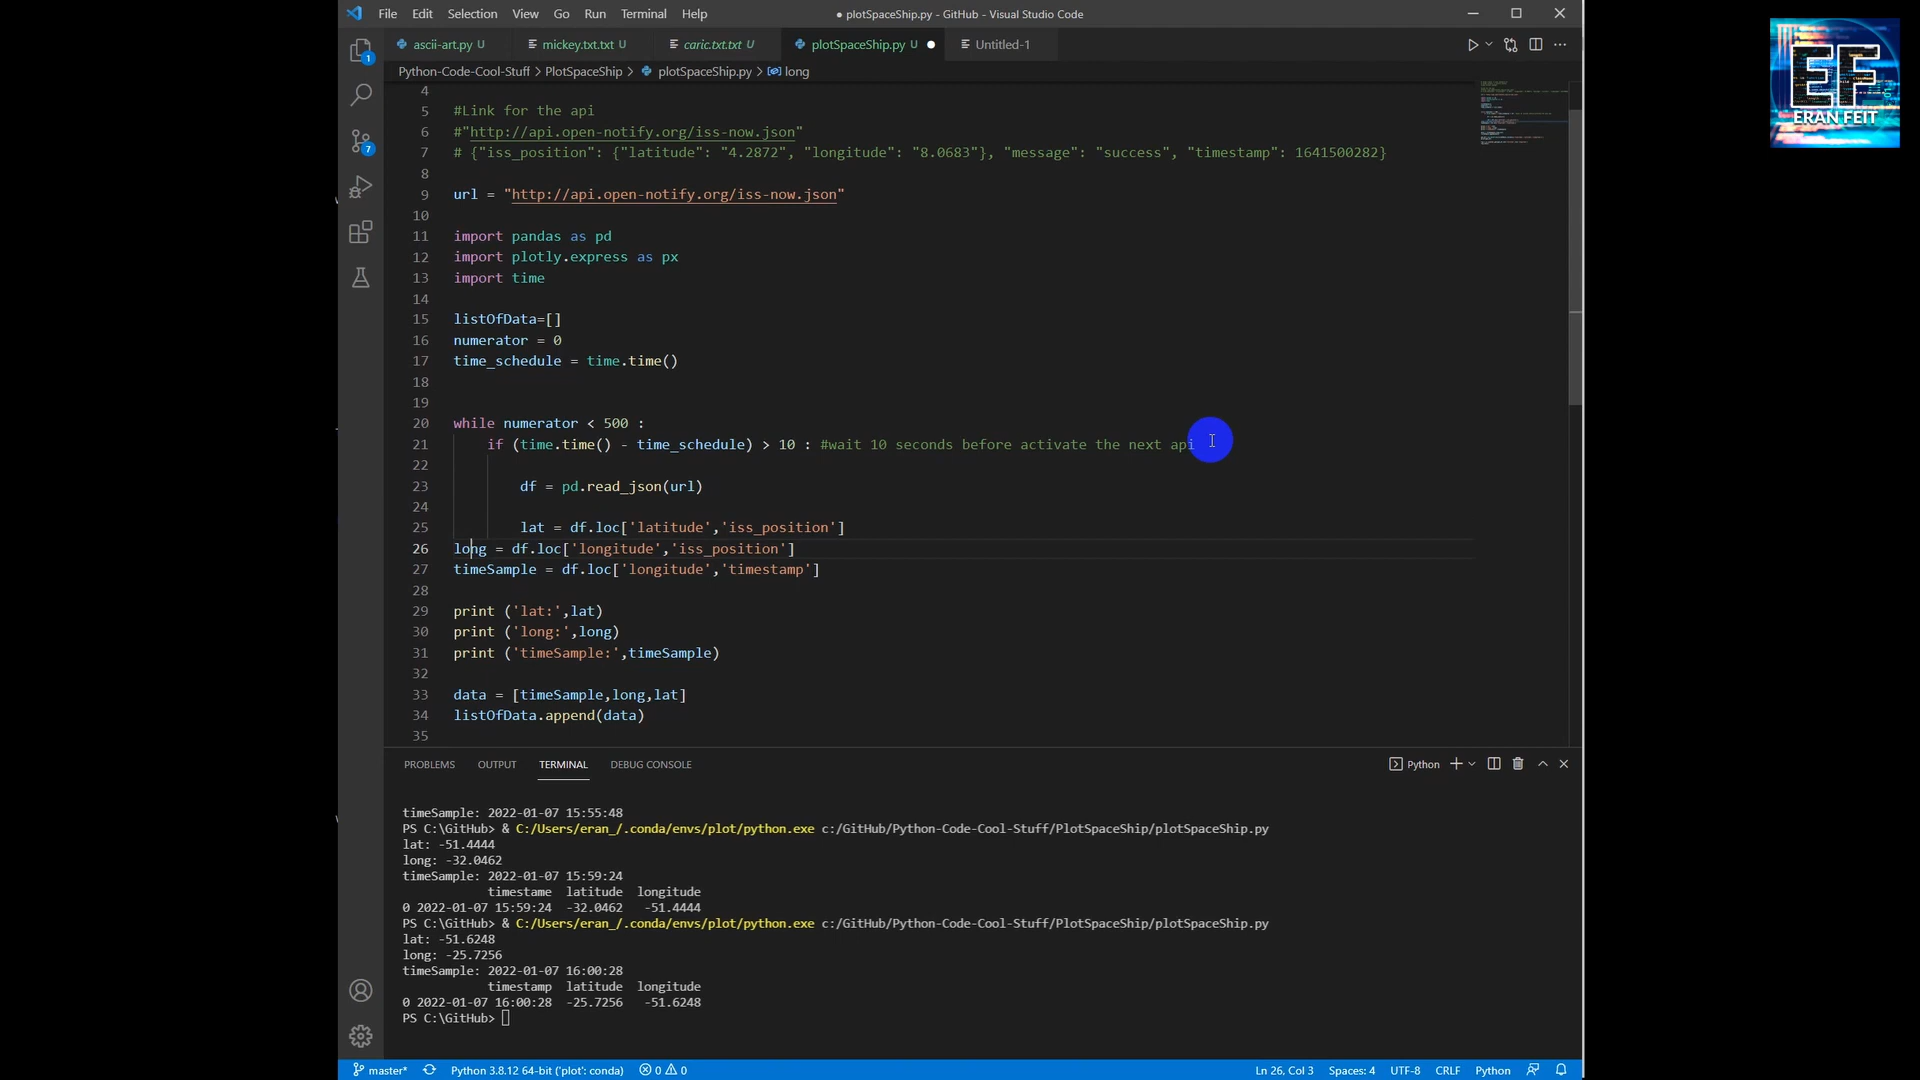 File Edit Selection View Go Run Terminal Help
● plotSpaceShip.py - GitHub - Visual Studio Code
ascii-art.py U
mickey.txt.txt U
caric.txt.txt U
plotSpaceShip.py U
Untitled-1
Python-Code-Cool-Stuff > PlotSpaceShip > plotSpaceShip.py > long
4
5 #Link for the api
6 #"http://api.open-notify.org/iss-now.json"
7 # {"iss_position": {"latitude": "4.2872", "longitude": "8.0683"}, "message": "success", "timestamp": 1641500282}
8
9 url = "http://api.open-notify.org/iss-now.json"
10
11 import pandas as pd
12 import plotly.express as px
13 import time
14
15 listOfData=[]
16 numerator = 0
17 time_schedule = time.time()
18
19
20 while numerator < 500 :
21 if (time.time() - time_schedule) > 10 : #wait 10 seconds before activate the next api
22
23 df = pd.read_json(url)
24
25 lat = df.loc['latitude','iss_position']
26 long = df.loc['longitude','iss_position']
27 timeSample = df.loc['longitude','timestamp']
28
29 print ('lat:',lat)
30 print ('long:',long)
31 print ('timeSample:',timeSample)
32
33 data = [timeSample,long,lat]
34 listOfData.append(data)
35
PROBLEMS OUTPUT TERMINAL DEBUG CONSOLE
Python
timeSample: 2022-01-07 15:55:48
PS C:\GitHub> & C:/Users/eran_/.conda/envs/plot/python.exe c:/GitHub/Python-Code-Cool-Stuff/PlotSpaceShip/plotSpaceShip.py
lat: -51.4444
long: -32.0462
timeSample: 2022-01-07 15:59:24
timestame latitude longitude
0 2022-01-07 15:59:24 -32.0462 -51.4444
PS C:\GitHub> & C:/Users/eran_/.conda/envs/plot/python.exe c:/GitHub/Python-Code-Cool-Stuff/PlotSpaceShip/plotSpaceShip.py
lat: -51.6248
long: -25.7256
timeSample: 2022-01-07 16:00:28
timestamp latitude longitude
0 2022-01-07 16:00:28 -25.7256 -51.6248
PS C:\GitHub>
master* Python 3.8.12 64-bit ('plot': conda) 0 0
Ln 26, Col 3 Spaces: 4 UTF-8 CRLF Python
1
7
EF
ERAN FEIT